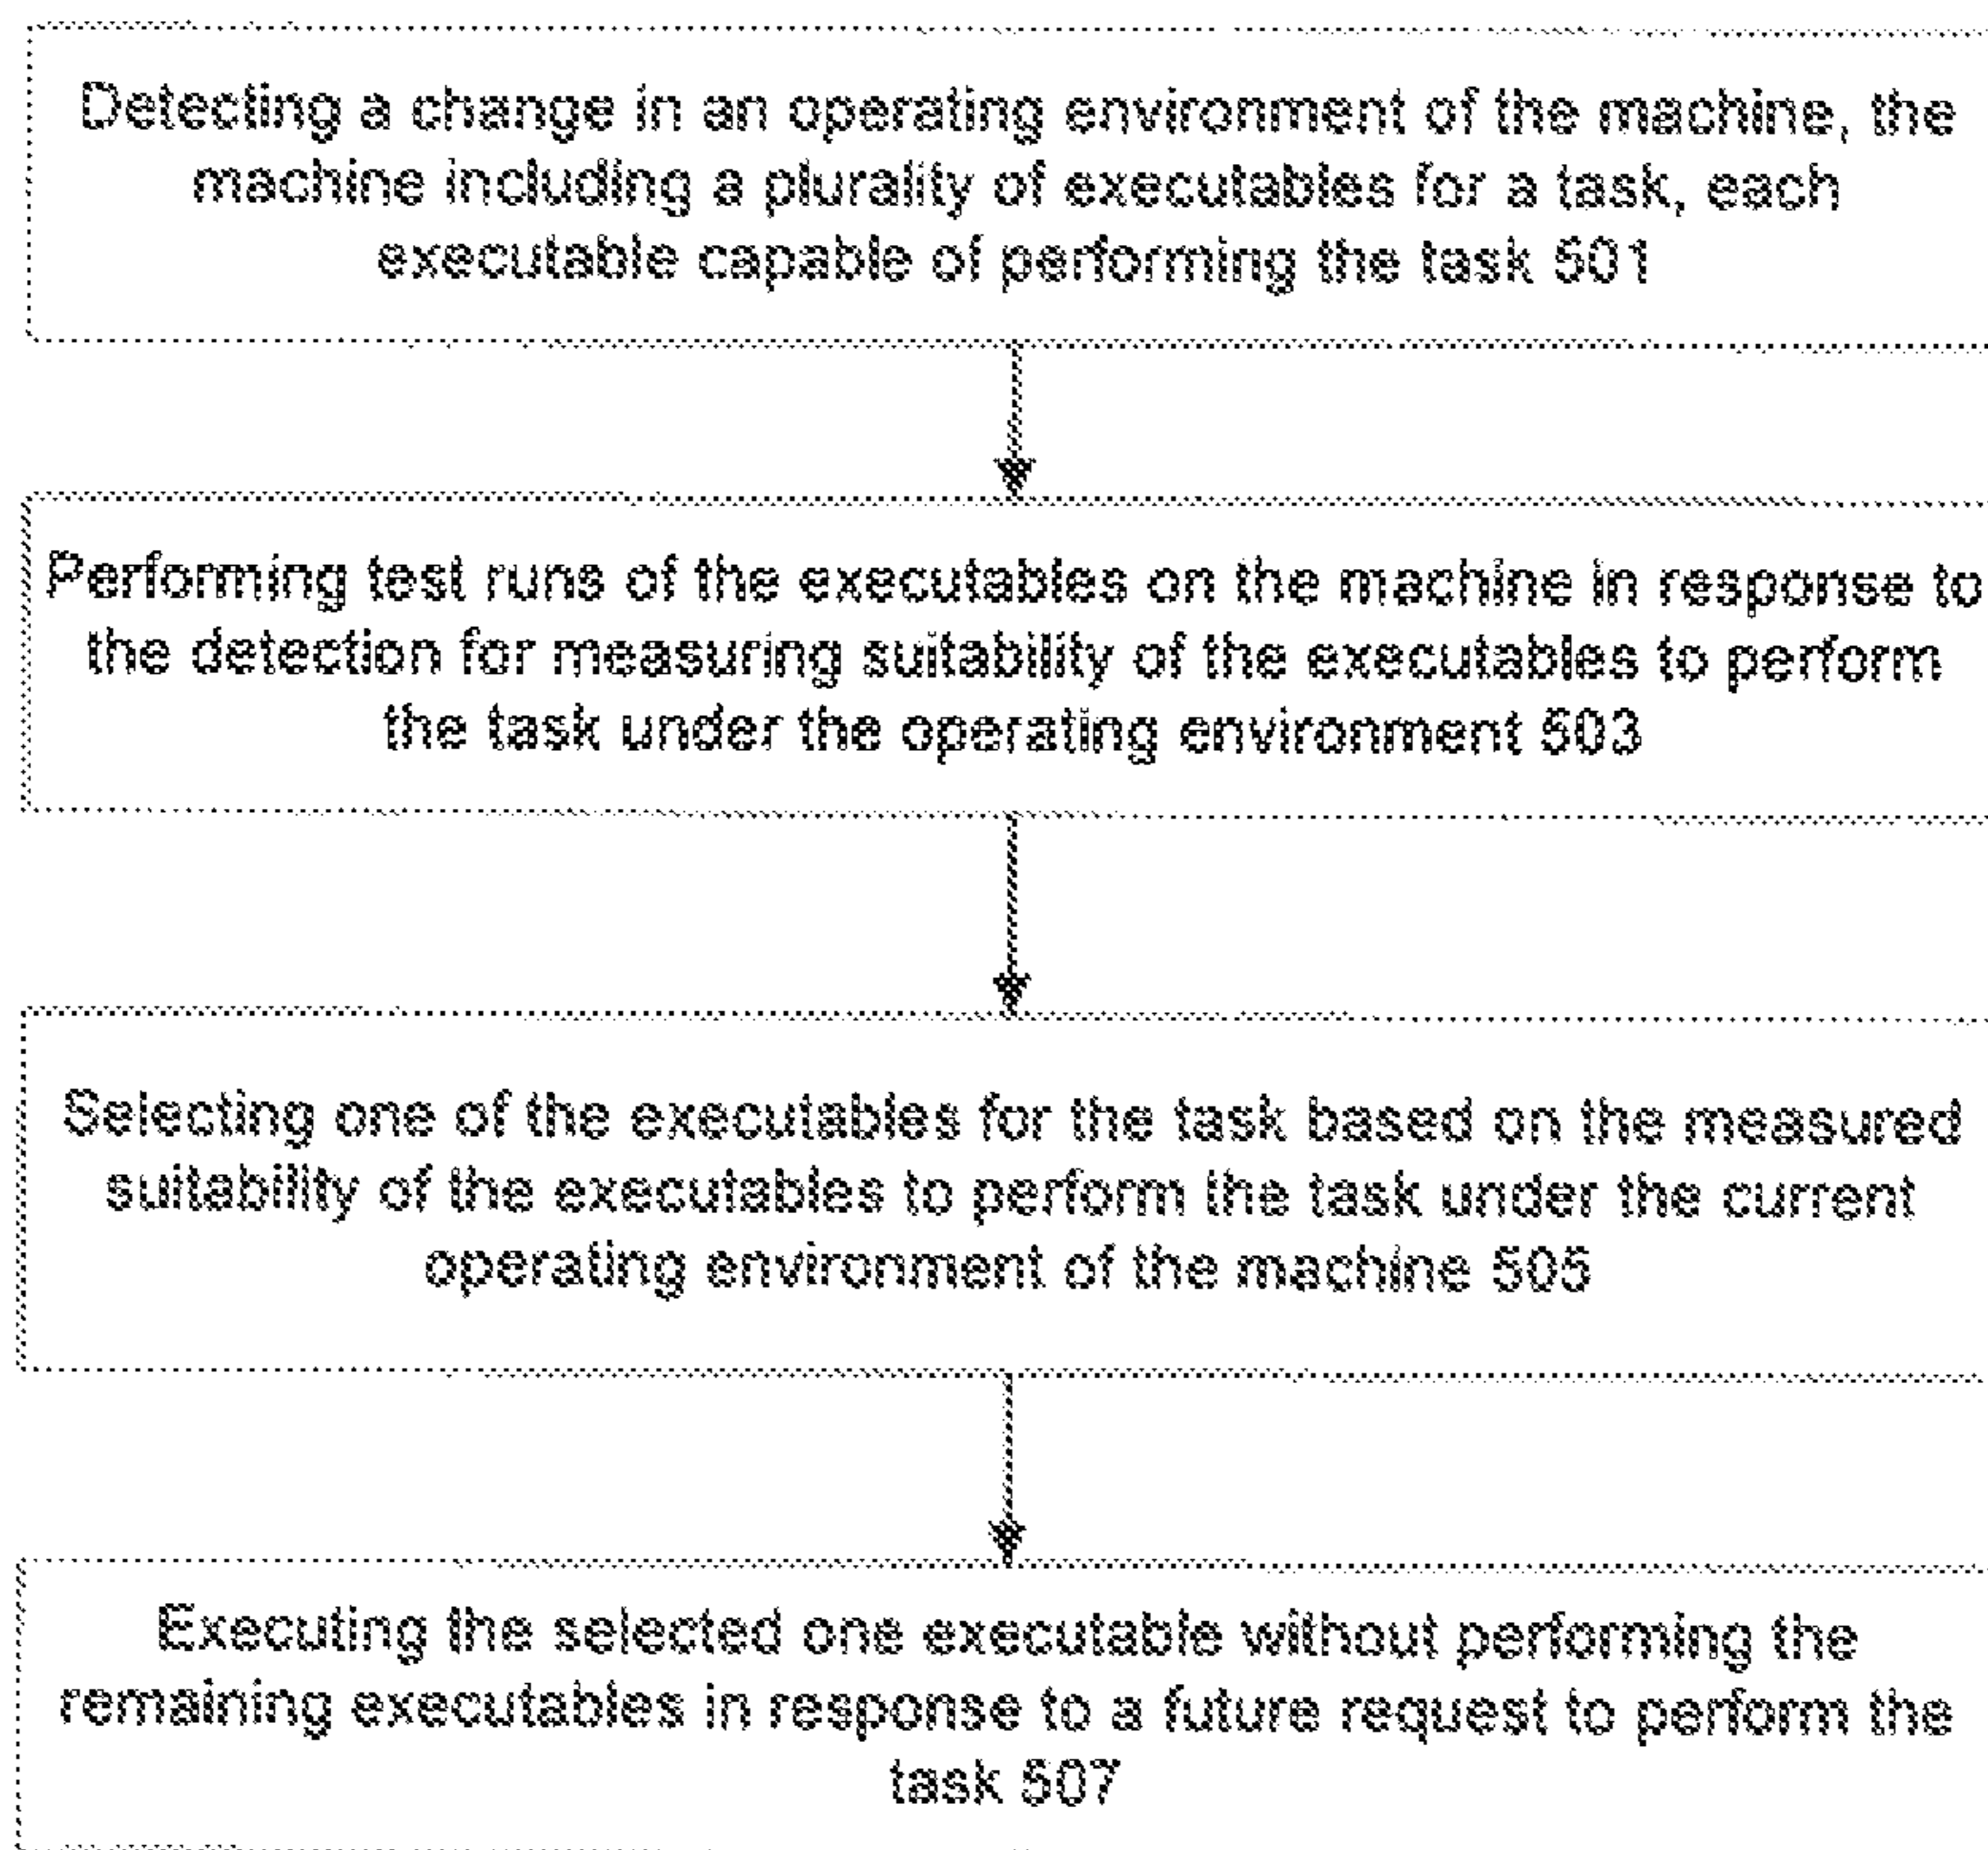 Detecting a change in an operating environment of the machine, the
machine including a plurality of executables for a task, each
executable capable of performing the task 501
Performing test runs of the executables on the machine in response to
the detection for measuring suitability of the executables to perform
the task under the operating environment 503
Selecting one of the executables for the task based on the measured
suitability of the executables to perform the task under the current
operating environment of the machine 505
Executing the selected one executable without performing the
remaining executables in response to a future request to perform the
task 507